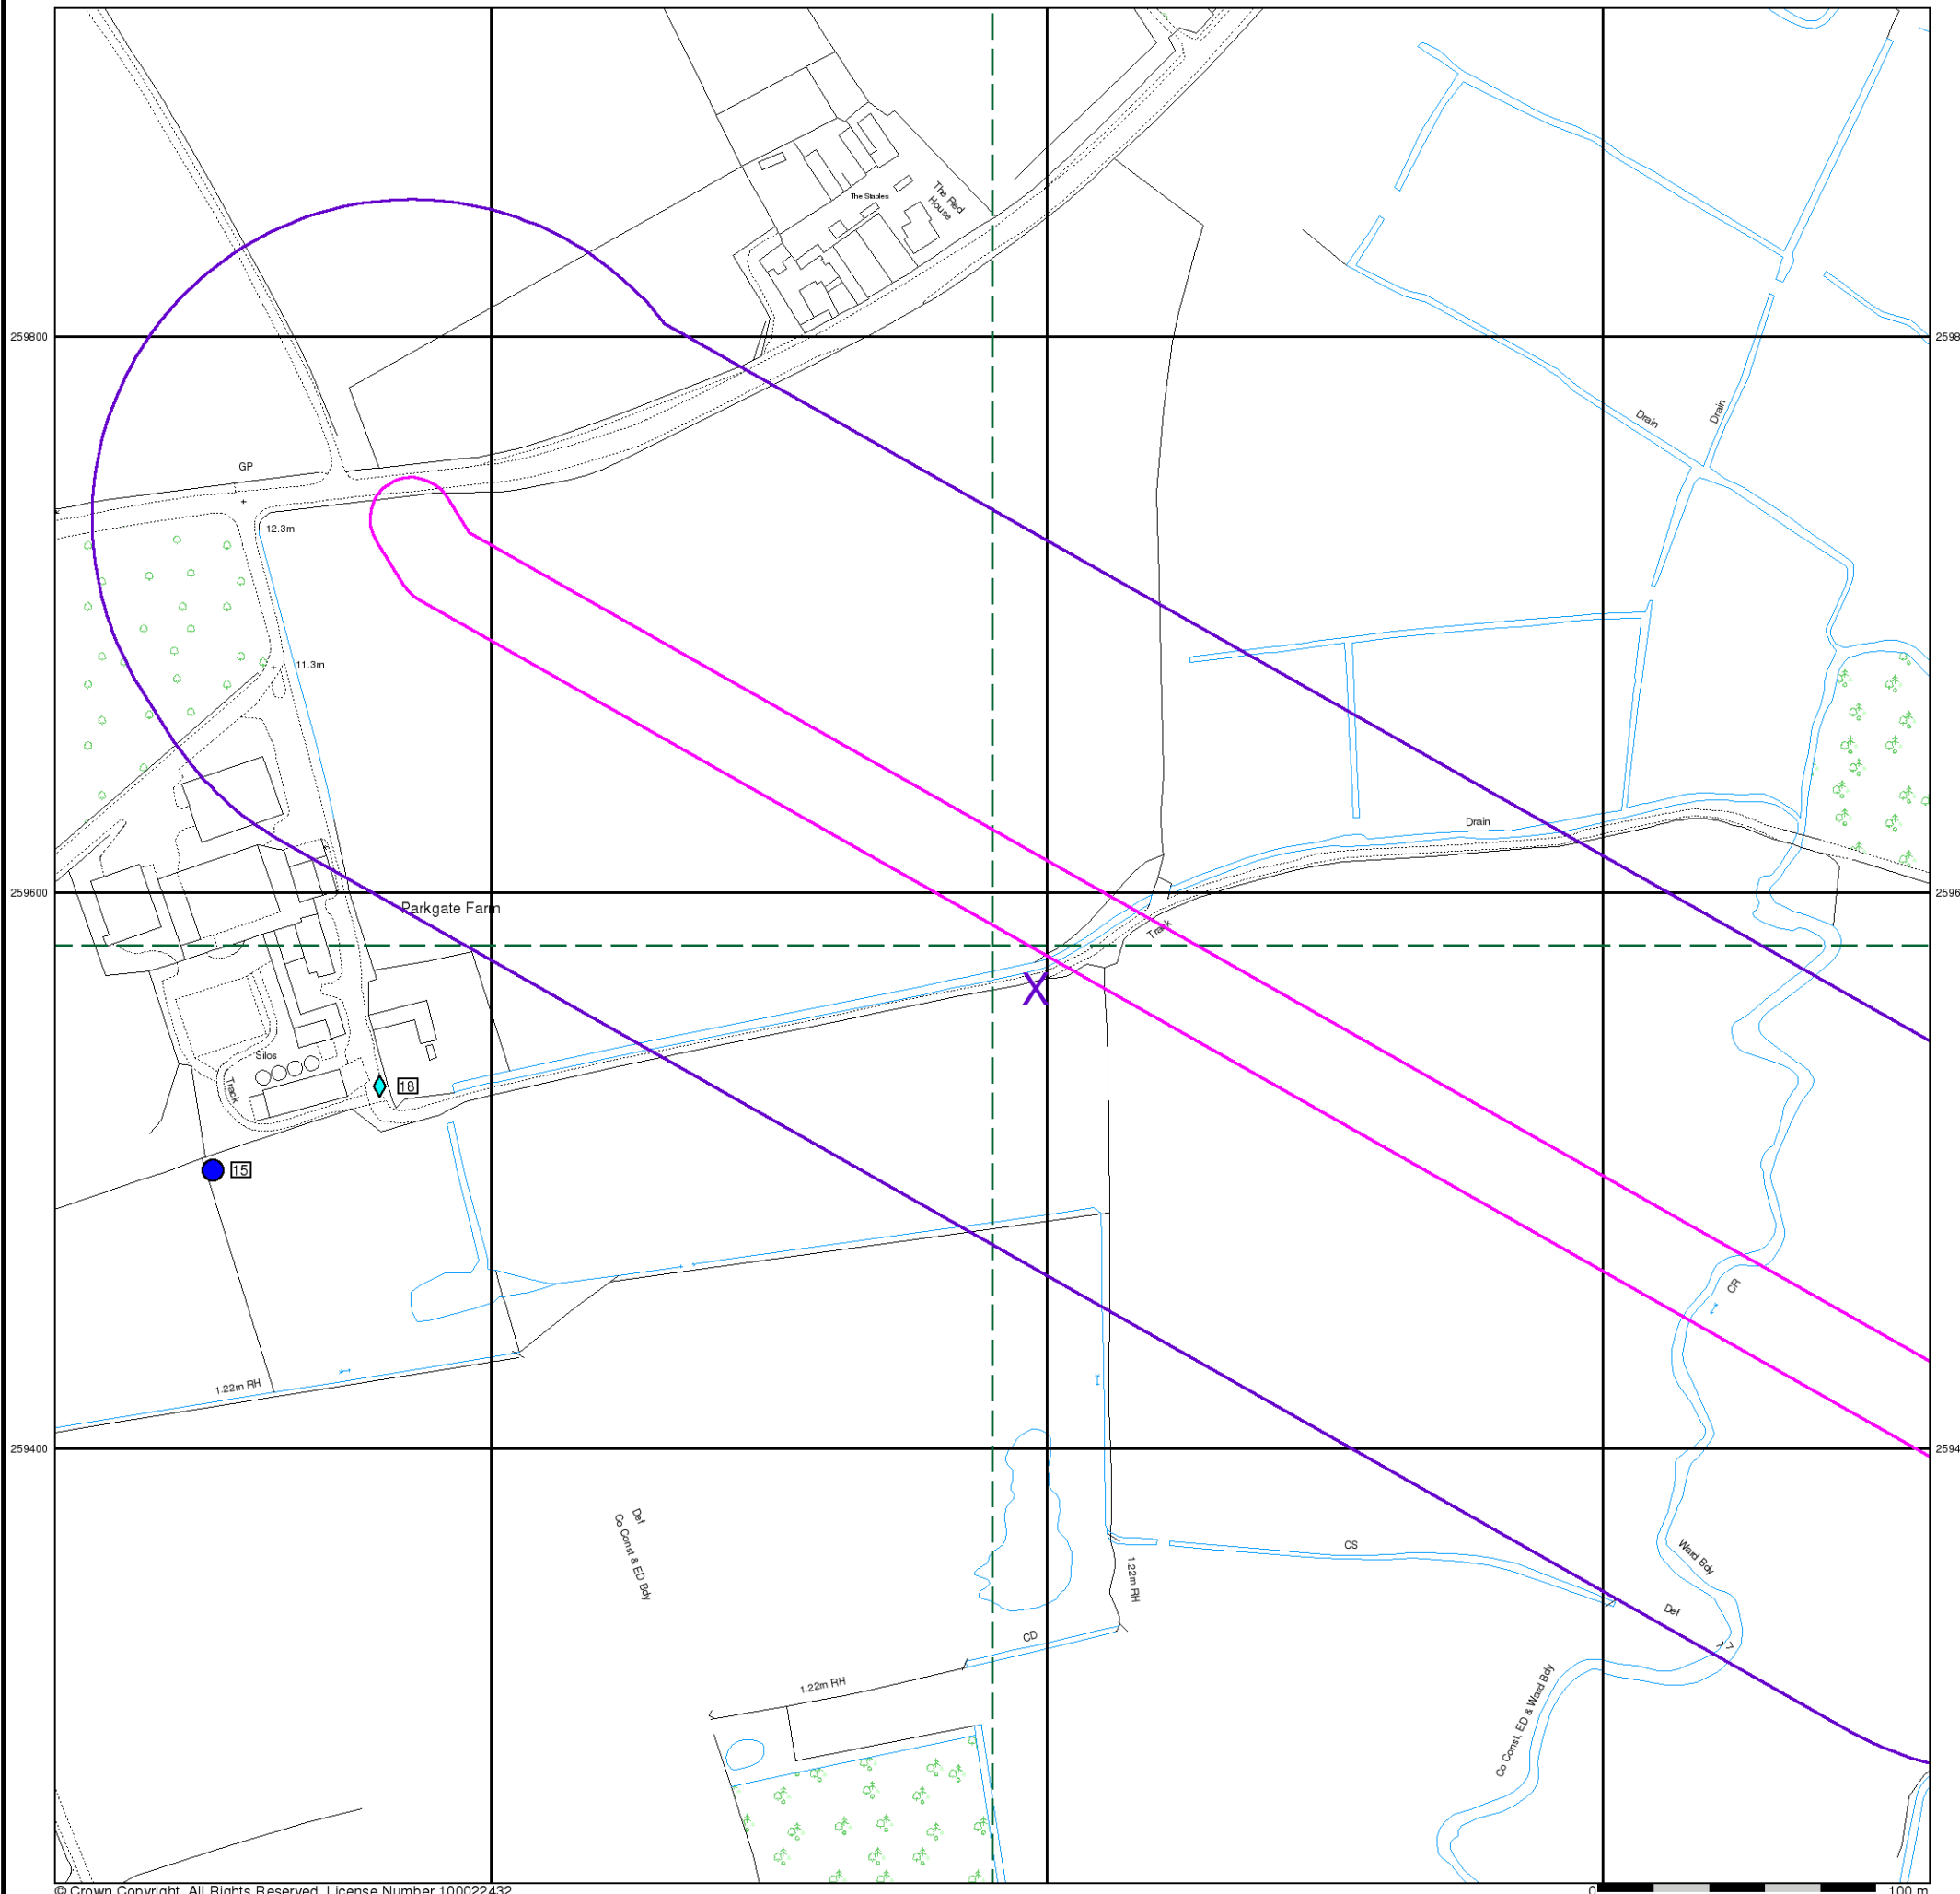 The Stables
The Red
House
259800
2598
Drain
Drain
GP
12.3m
11.3m
Drain
259600
2596
Parkgate Farm
Track
X
Silos
Track
18
15
CR
1.22m RH
259400
2594
Def
Co Const & ED Bdy
CS
1.22m RH
Ward Bdy
Def
CD
1.22m RH
Co Const, ED & Ward Bdy
© Crown Copyright. All Rights Reserved. License Number 100022432
0
100 m